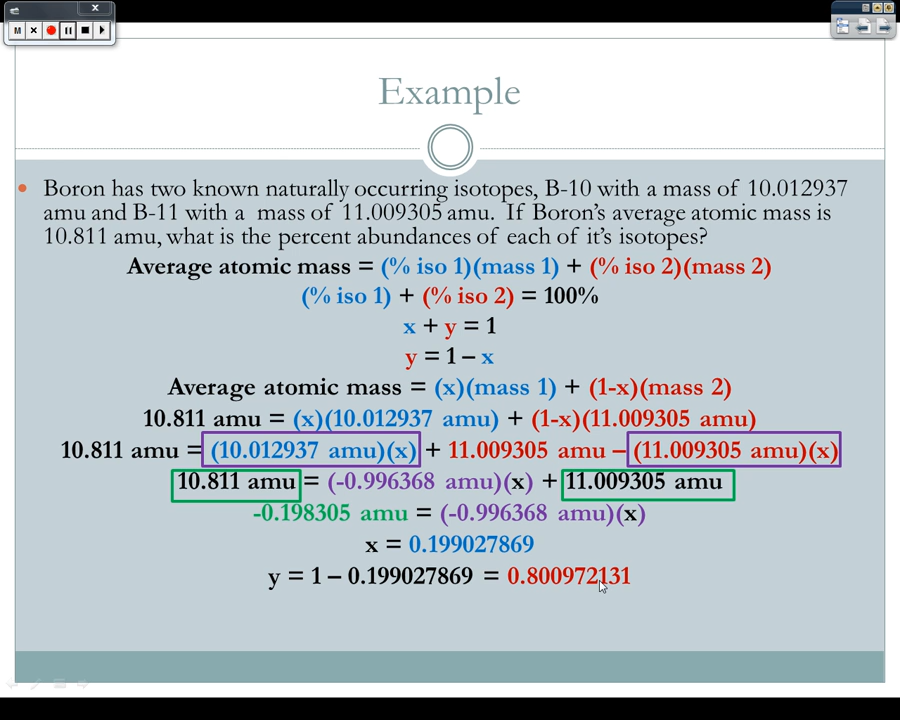 Example
Boron has two known naturally occurring isotopes, B-10 with a mass of 10.012937
amu and B-11 with a mass of 11.009305 amu. If Boron's average atomic mass is
10.811 amu, what is the percent abundances of each of it's isotopes?
Average atomic mass = (% iso 1)(mass 1) + (% iso 2)(mass 2)
(% iso 1) + (% iso 2) = 100%
x + y = 1
y = 1 – x
Average atomic mass = (x)(mass 1) + (1-x)(mass 2)
10.811 amu = (x)(10.012937 amu) + (1-x)(11.009305 amu)
10.811 amu = (10.012937 amu)(x) + 11.009305 amu – (11.009305 amu)(x)
10.811 amu = (-0.996368 amu)(x) + 11.009305 amu
-0.198305 amu = (-0.996368 amu)(x)
x = 0.199027869
y = 1 – 0.199027869 = 0.800972131